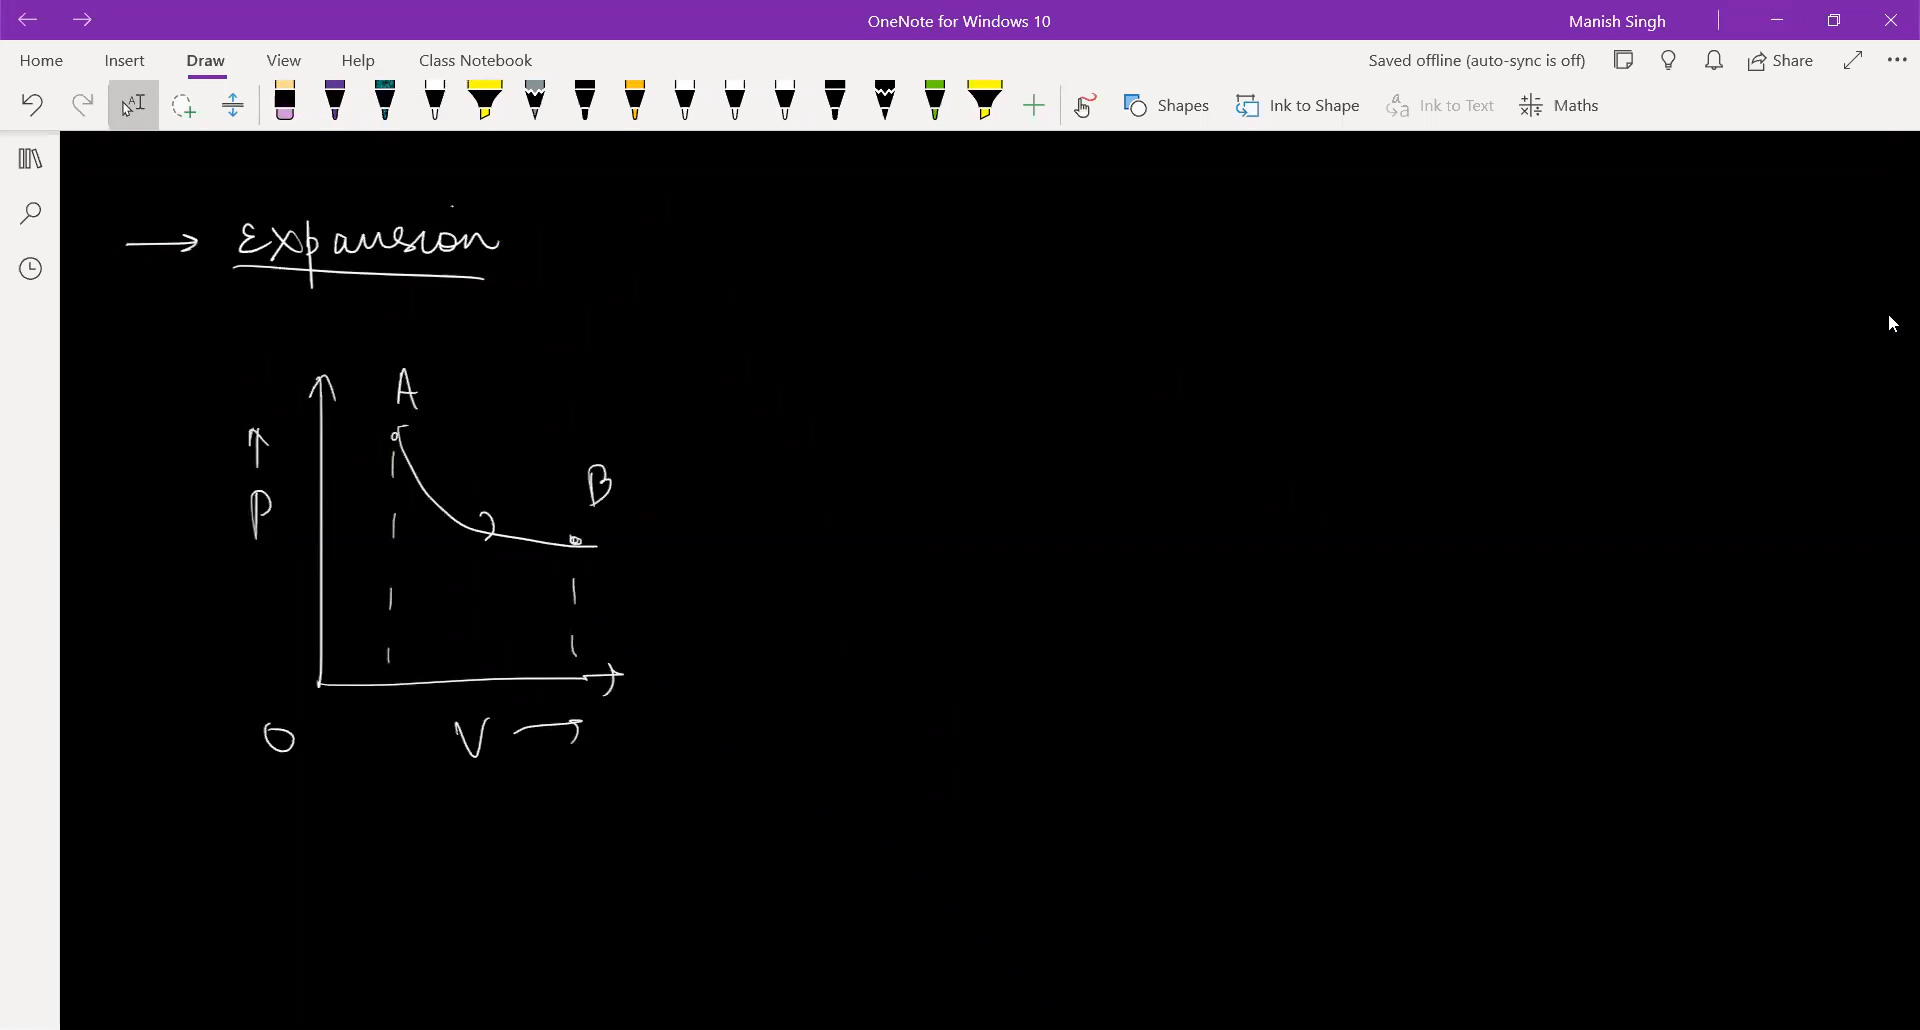 OneNote for Windows 10
Manish Singh
Home Insert Draw View Help Class Notebook
Saved offline (auto-sync is off) Share
Shapes Ink to Shape Ink to Text Maths
→ Expansion
A
↑
B
P
O V →